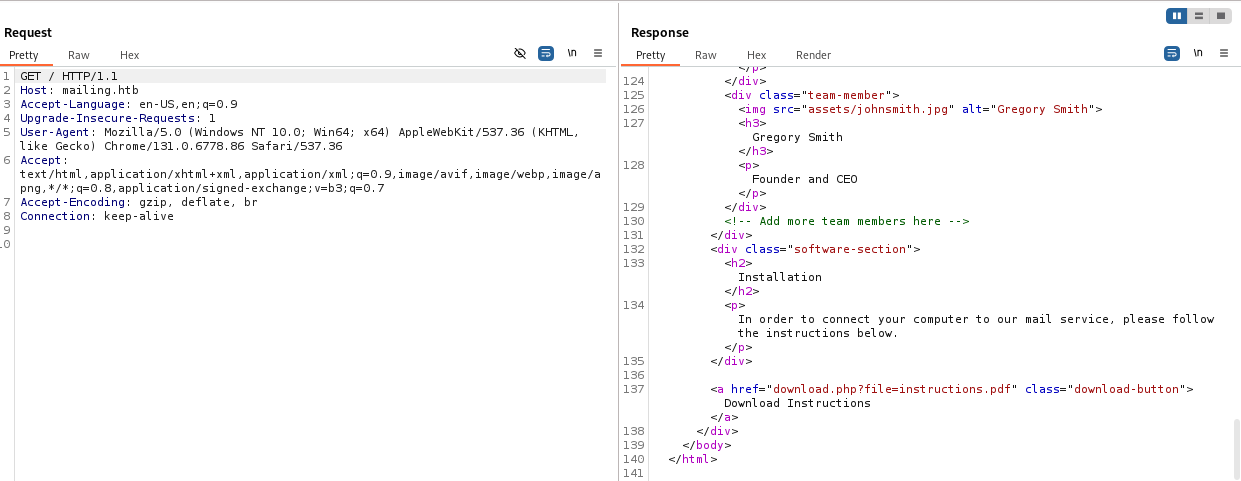 Request
Pretty Raw Hex \n
1 GET / HTTP/1.1
2 Host: mailing.htb
3 Accept-Language: en-US,en;q=0.9
4 Upgrade-Insecure-Requests: 1
5 User-Agent: Mozilla/5.0 (Windows NT 10.0; Win64; x64) AppleWebKit/537.36 (KHTML,
like Gecko) Chrome/131.0.6778.86 Safari/537.36
6 Accept:
text/html,application/xhtml+xml,application/xml;q=0.9,image/avif,image/webp,image/a
png,*/*;q=0.8,application/signed-exchange;v=b3;q=0.7
7 Accept-Encoding: gzip, deflate, br
8 Connection: keep-alive
9
10
Response
Pretty Raw Hex Render \n
</p>
124 </div>
125 <div class="team-member">
126 <img src="assets/johnsmith.jpg" alt="Gregory Smith">
127 <h3>
Gregory Smith
</h3>
128 <p>
Founder and CEO
</p>
129 </div>
130 <!-- Add more team members here -->
131 </div>
132 <div class="software-section">
133 <h2>
Installation
</h2>
134 <p>
In order to connect your computer to our mail service, please follow
the instructions below.
</p>
135 </div>
136
137 <a href="download.php?file=instructions.pdf" class="download-button">
Download Instructions
</a>
138 </div>
139 </body>
140 </html>
141